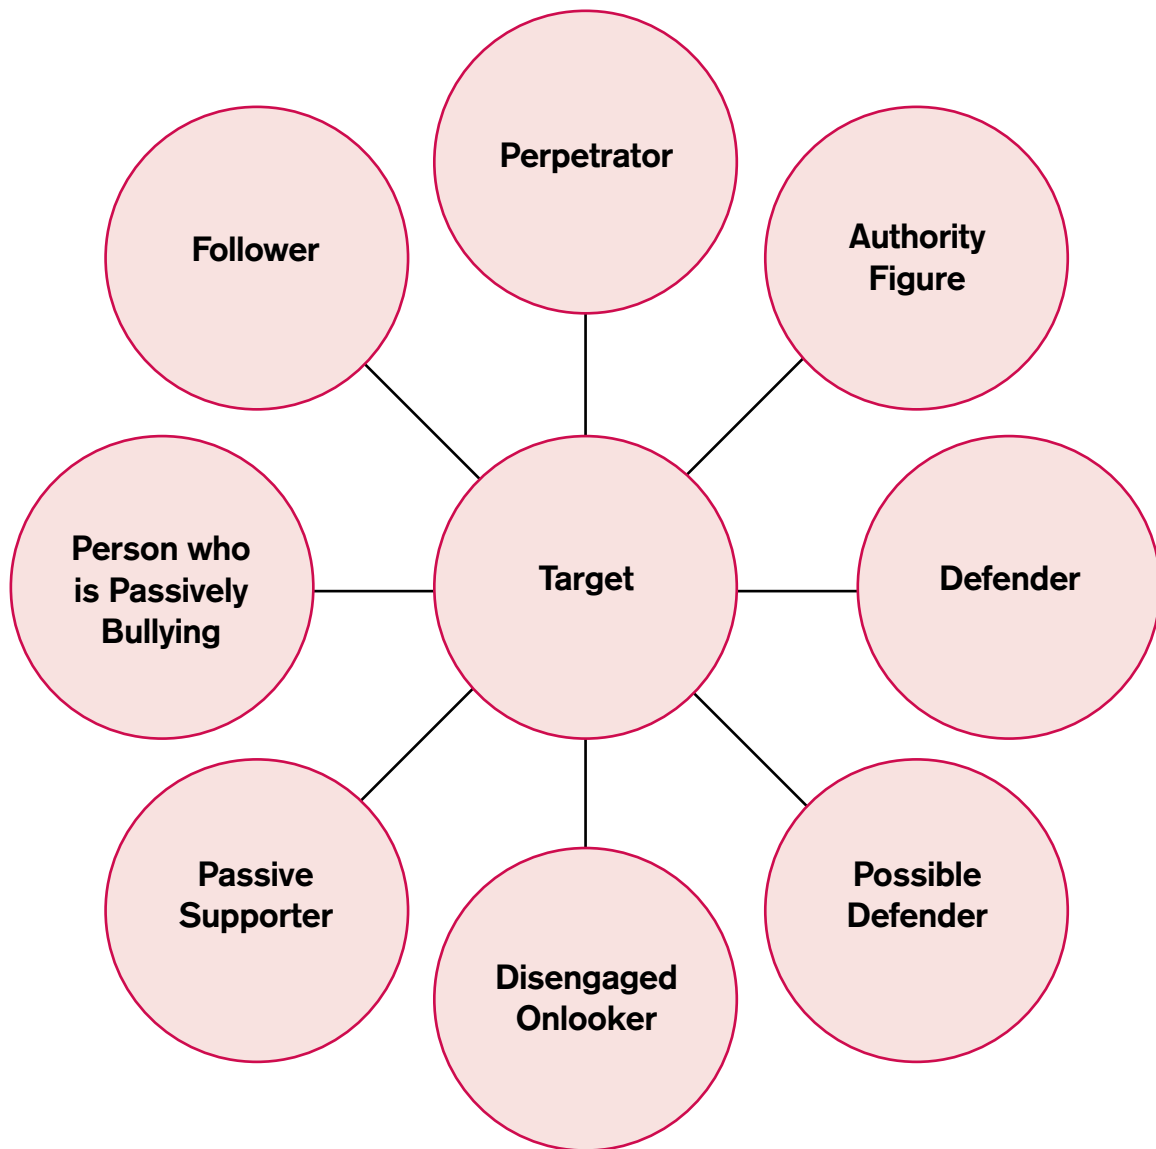 Perpetrator
Authority
Figure
Follower
Person who
is Passively
Bullying
Target
Defender
Passive
Supporter
Possible
Defender
Disengaged
Onlooker